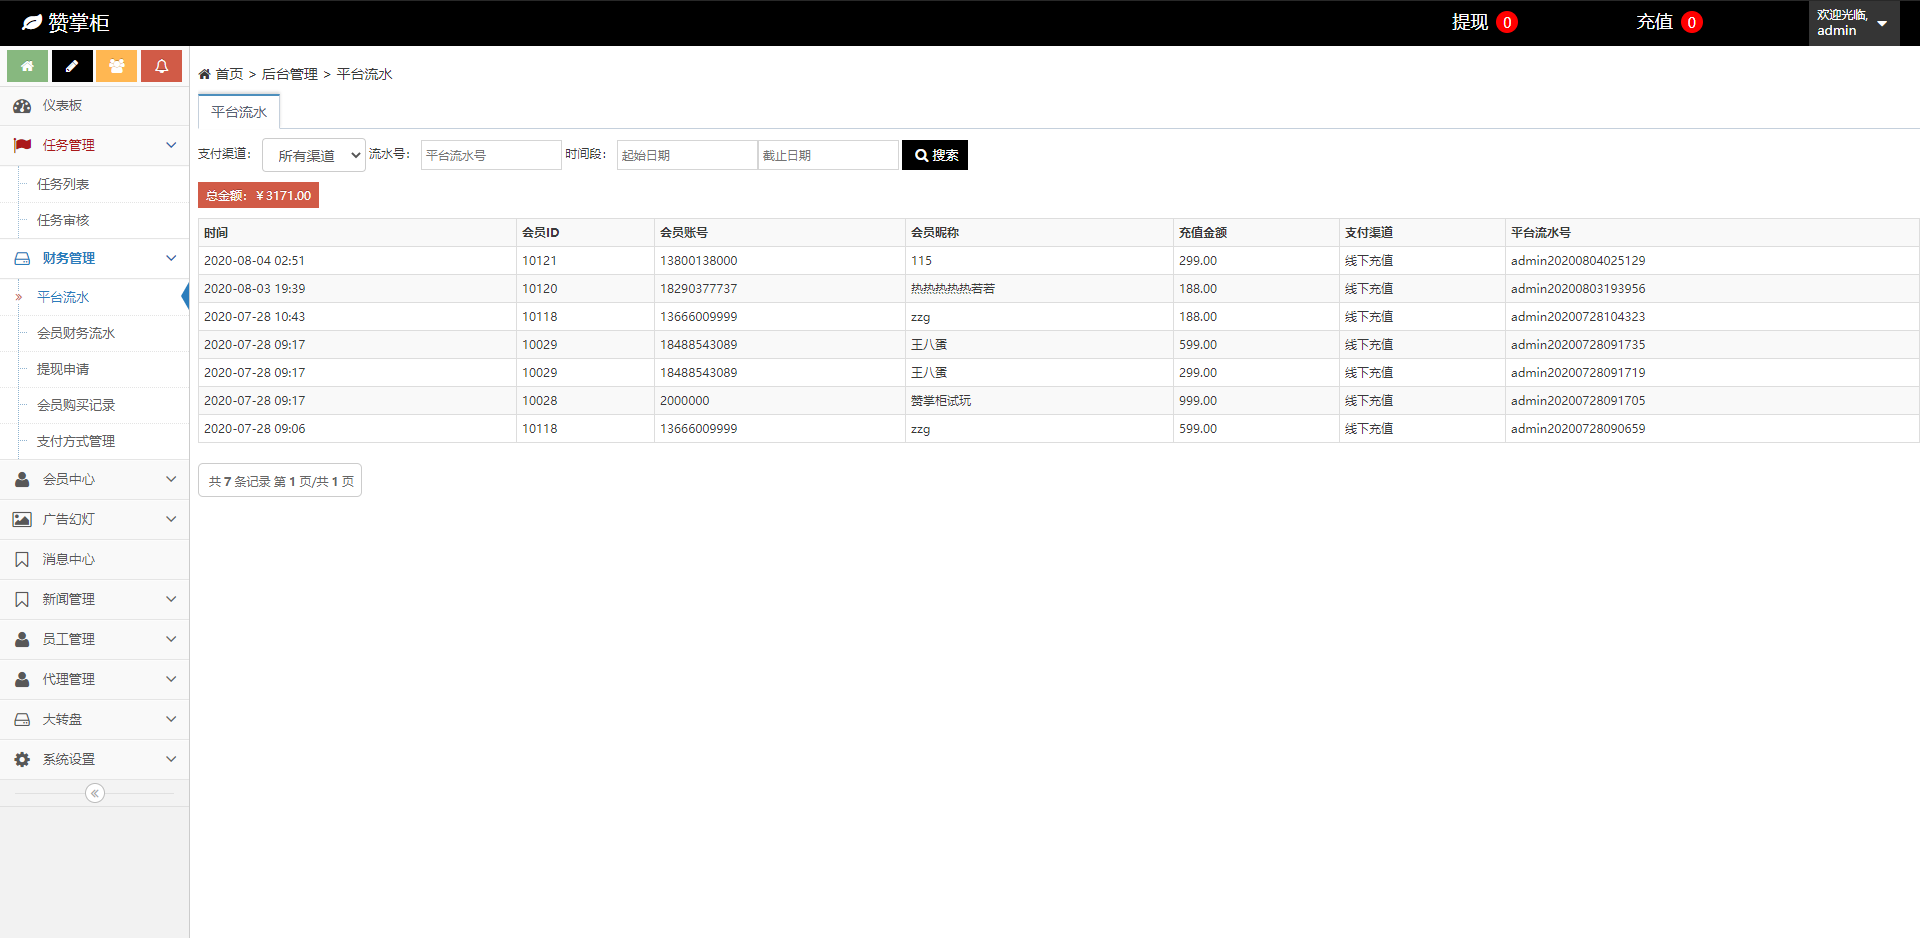 赞掌柜
提现 0
充值 0
欢迎光临,
admin
首页 > 后台管理 > 平台流水
仪表板
任务管理
任务列表
任务审核
财务管理
平台流水
会员财务流水
提现申请
会员购买记录
支付方式管理
会员中心
广告幻灯
消息中心
新闻管理
员工管理
代理管理
大转盘
系统设置
平台流水
支付渠道： 所有渠道 流水号： 平台流水号 时间段： 起始日期 截止日期 搜索
总金额：￥3171.00
时间 会员ID 会员账号 会员昵称 充值金额 支付渠道 平台流水号
2020-08-04 02:51 10121 13800138000 115 299.00 线下充值 admin20200804025129
2020-08-03 19:39 10120 18290377737 热热热热热若若 188.00 线下充值 admin20200803193956
2020-07-28 10:43 10118 13666009999 zzg 188.00 线下充值 admin20200728104323
2020-07-28 09:17 10029 18488543089 王八蛋 599.00 线下充值 admin20200728091735
2020-07-28 09:17 10029 18488543089 王八蛋 299.00 线下充值 admin20200728091719
2020-07-28 09:17 10028 2000000 赞掌柜试玩 999.00 线下充值 admin20200728091705
2020-07-28 09:06 10118 13666009999 zzg 599.00 线下充值 admin20200728090659
共 7 条记录 第 1 页/共 1 页